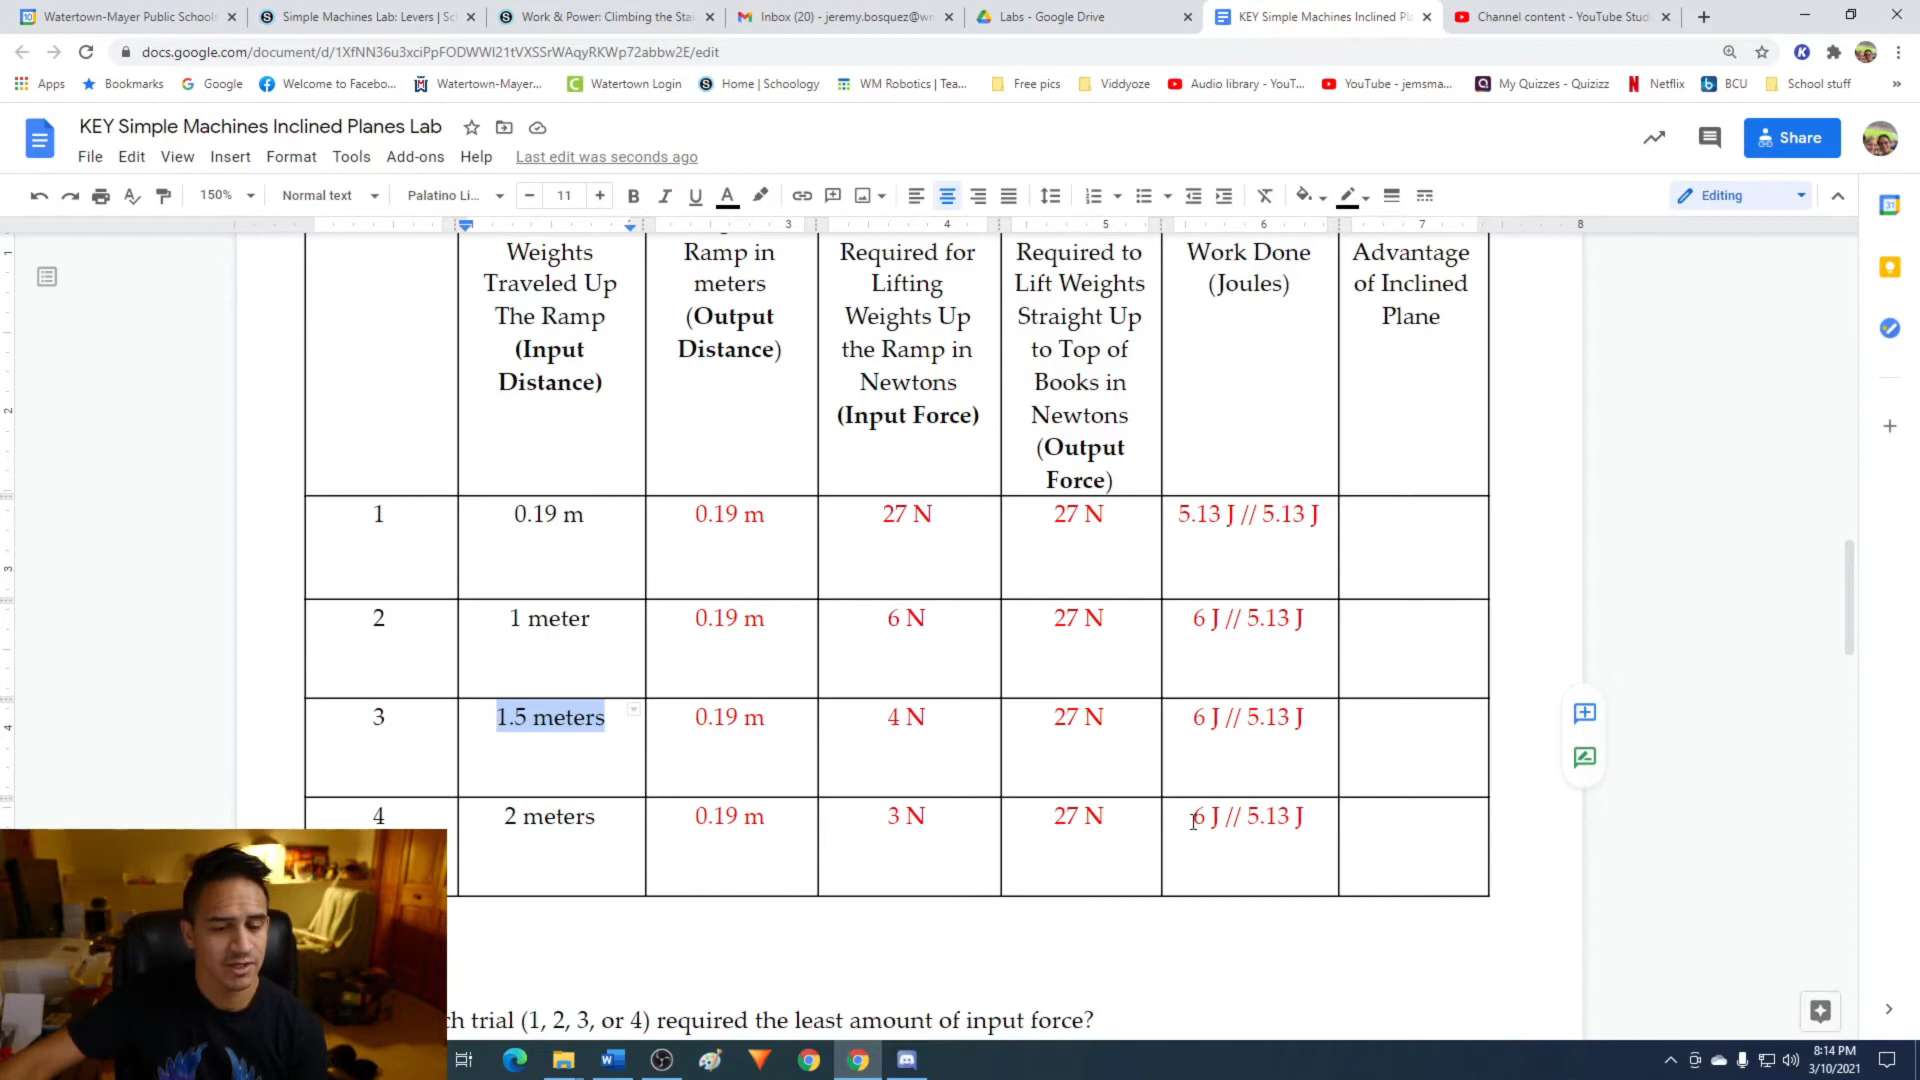 Watertown-Mayer Public Schools
Simple Machines Lab: Levers | Sc
Work & Power: Climbing the Stai
Inbox (20) - jeremy.bosquez@wm
Labs - Google Drive
KEY Simple Machines Inclined Pl
Channel content - YouTube Stud
docs.google.com/document/d/1XfNN36u3xciPpFODWWl21tVXSSrWAqyRKWp72abbw2E/edit
Apps
Bookmarks
Google
Welcome to Facebo...
Watertown-Mayer...
Watertown Login
Home | Schoology
WM Robotics | Tea...
Free pics
Viddyoze
Audio library - YouT...
YouTube - jemsma...
My Quizzes - Quizizz
Netflix
BCU
School stuff
KEY Simple Machines Inclined Planes Lab
Share
File Edit View Insert Format Tools Add-ons Help Last edit was seconds ago
150% Normal text Palatino Li... 11 Editing
3 4 5 6 7 8
Weights Traveled Up The Ramp (Input Distance)
Ramp in meters (Output Distance)
Required for Lifting Weights Up the Ramp in Newtons (Input Force)
Required to Lift Weights Straight Up to Top of Books in Newtons (Output Force)
Work Done (Joules)
Advantage of Inclined Plane
1 0.19 m 0.19 m 27 N 27 N 5.13 J // 5.13 J
2 1 meter 0.19 m 6 N 27 N 6 J // 5.13 J
3 1.5 meters 0.19 m 4 N 27 N 6 J // 5.13 J
4 2 meters 0.19 m 3 N 27 N 6 J // 5.13 J
ch trial (1, 2, 3, or 4) required the least amount of input force?
8:14 PM
3/10/2021